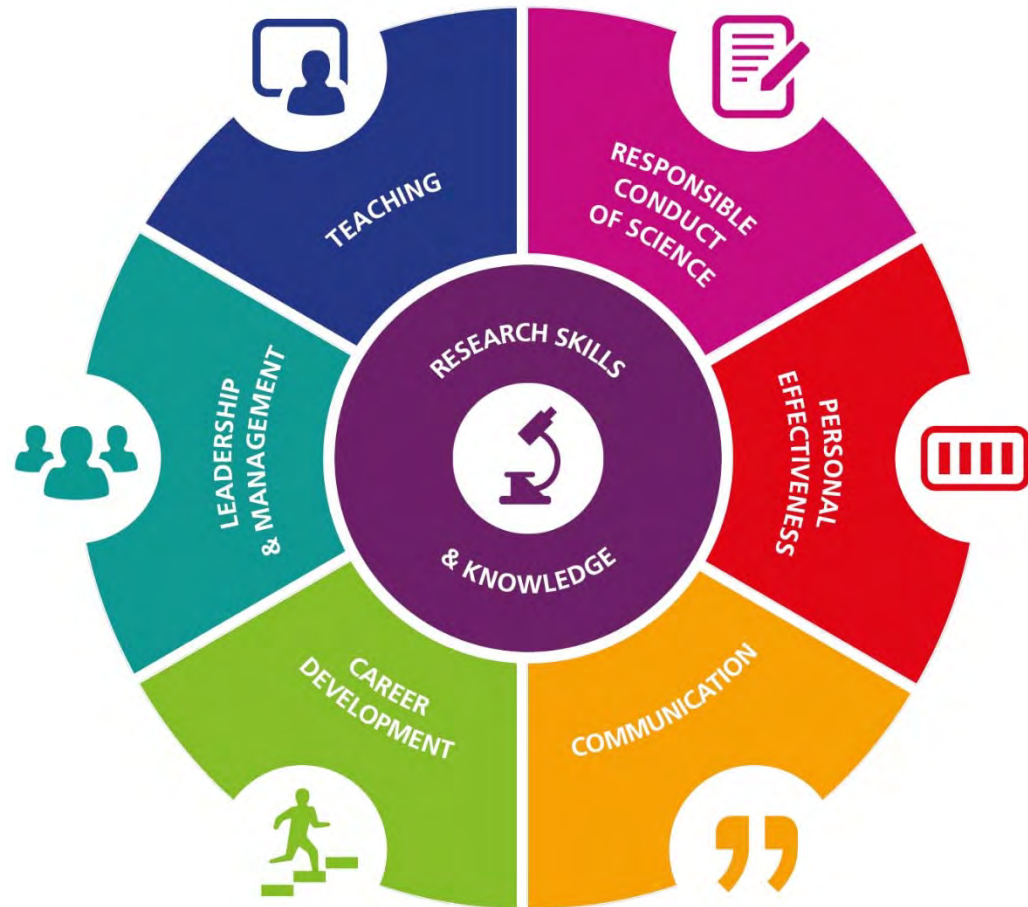 TEACHING
RESPONSIBLE
CONDUCT
OF SCIENCE
LEADERSHIP
& MANAGEMENT
RESEARCH SKILLS
& KNOWLEDGE
PERSONAL
EFFECTIVENESS
CAREER
DEVELOPMENT
COMMUNICATION